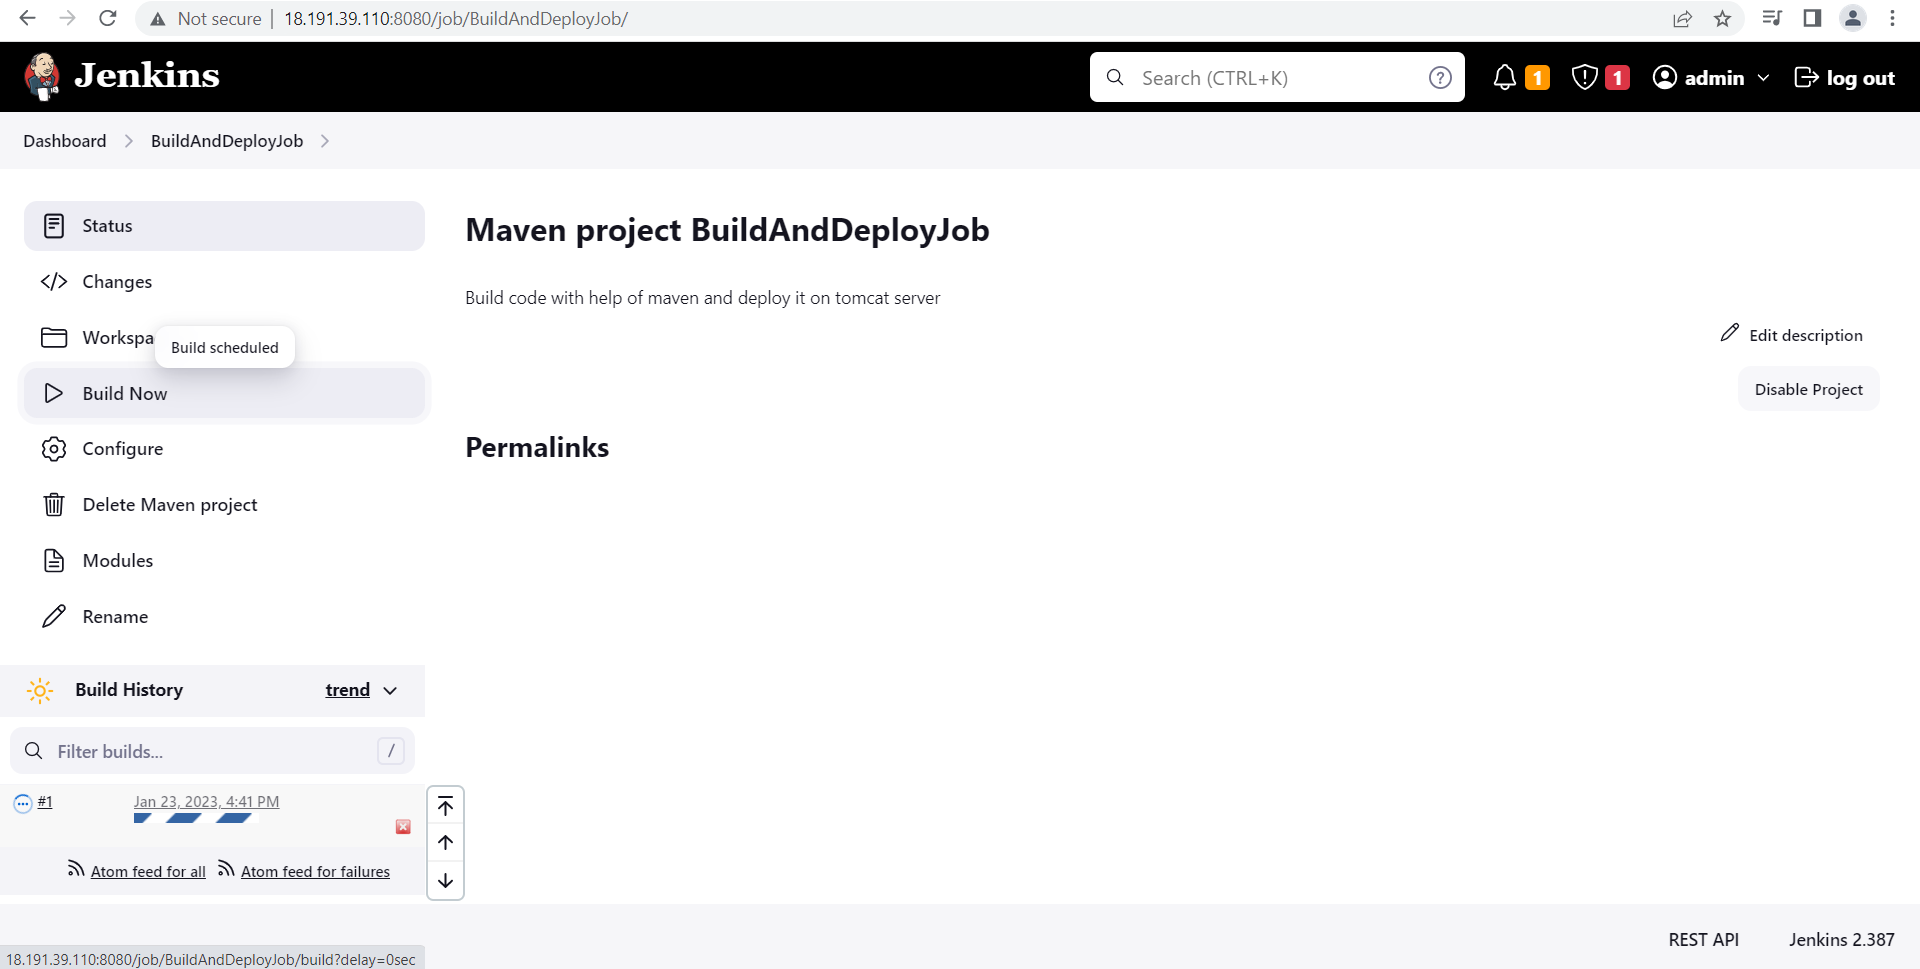 Not secure | 18.191.39.110:8080/job/BuildAndDeployJob/
Jenkins
Search (CTRL+K)
?
1
1
admin
log out
Dashboard
BuildAndDeployJob
Status
Changes
Workspa
Build scheduled
Build Now
Configure
Delete Maven project
Modules
Rename
Maven project BuildAndDeployJob
Build code with help of maven and deploy it on tomcat server
Edit description
Disable Project
Permalinks
Build History
trend
Filter builds...
/
#1
Jan 23, 2023, 4:41 PM
Atom feed for all
Atom feed for failures
REST API
Jenkins 2.387
18.191.39.110:8080/job/BuildAndDeployJob/build?delay=0sec